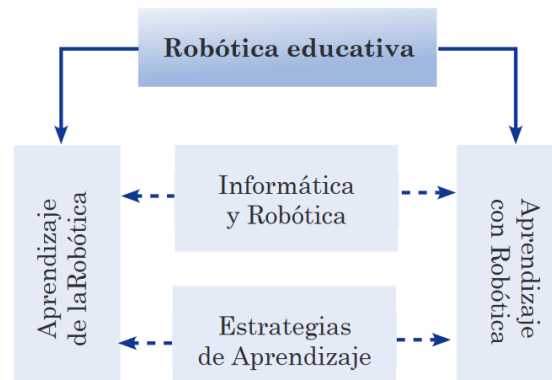 Robótica educativa
Aprendizaje
de laRobótica
Informática
y Robótica
Aprendizaje
con Robótica
Estrategias
de Aprendizaje